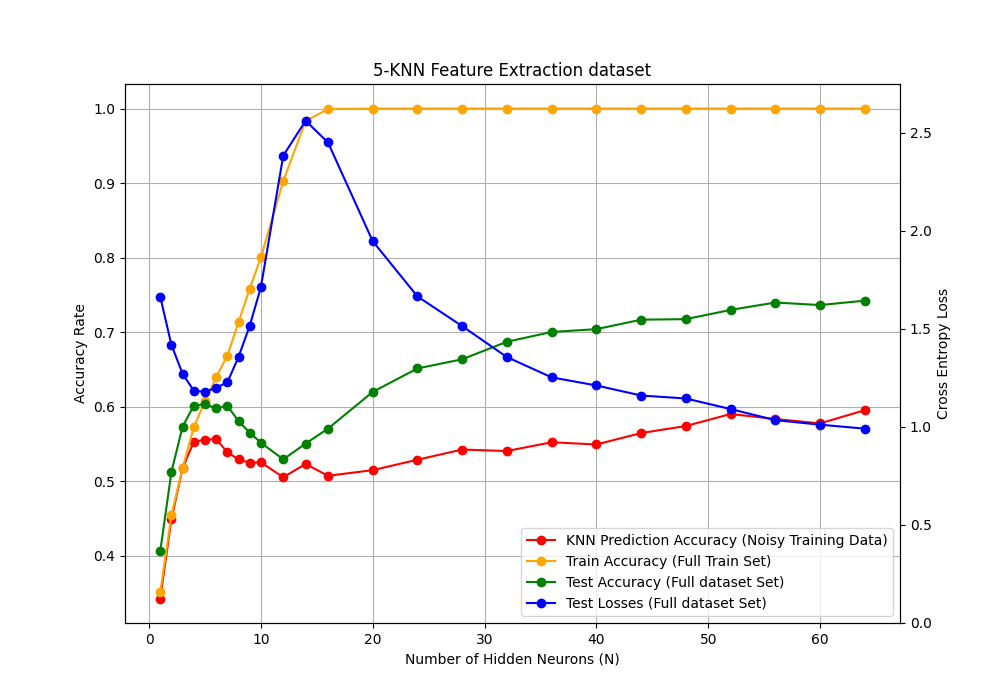 5-KNN Feature Extraction dataset
1.0
0.9
0.8
0.7
0.6
0.5
0.4
Accuracy Rate
2.5
2.0
1.5
1.0
0.5
0.0
Cross Entropy Loss
KNN Prediction Accuracy (Noisy Training Data)
Train Accuracy (Full Train Set)
Test Accuracy (Full dataset Set)
Test Losses (Full dataset Set)
0 10 20 30 40 50 60
Number of Hidden Neurons (N)